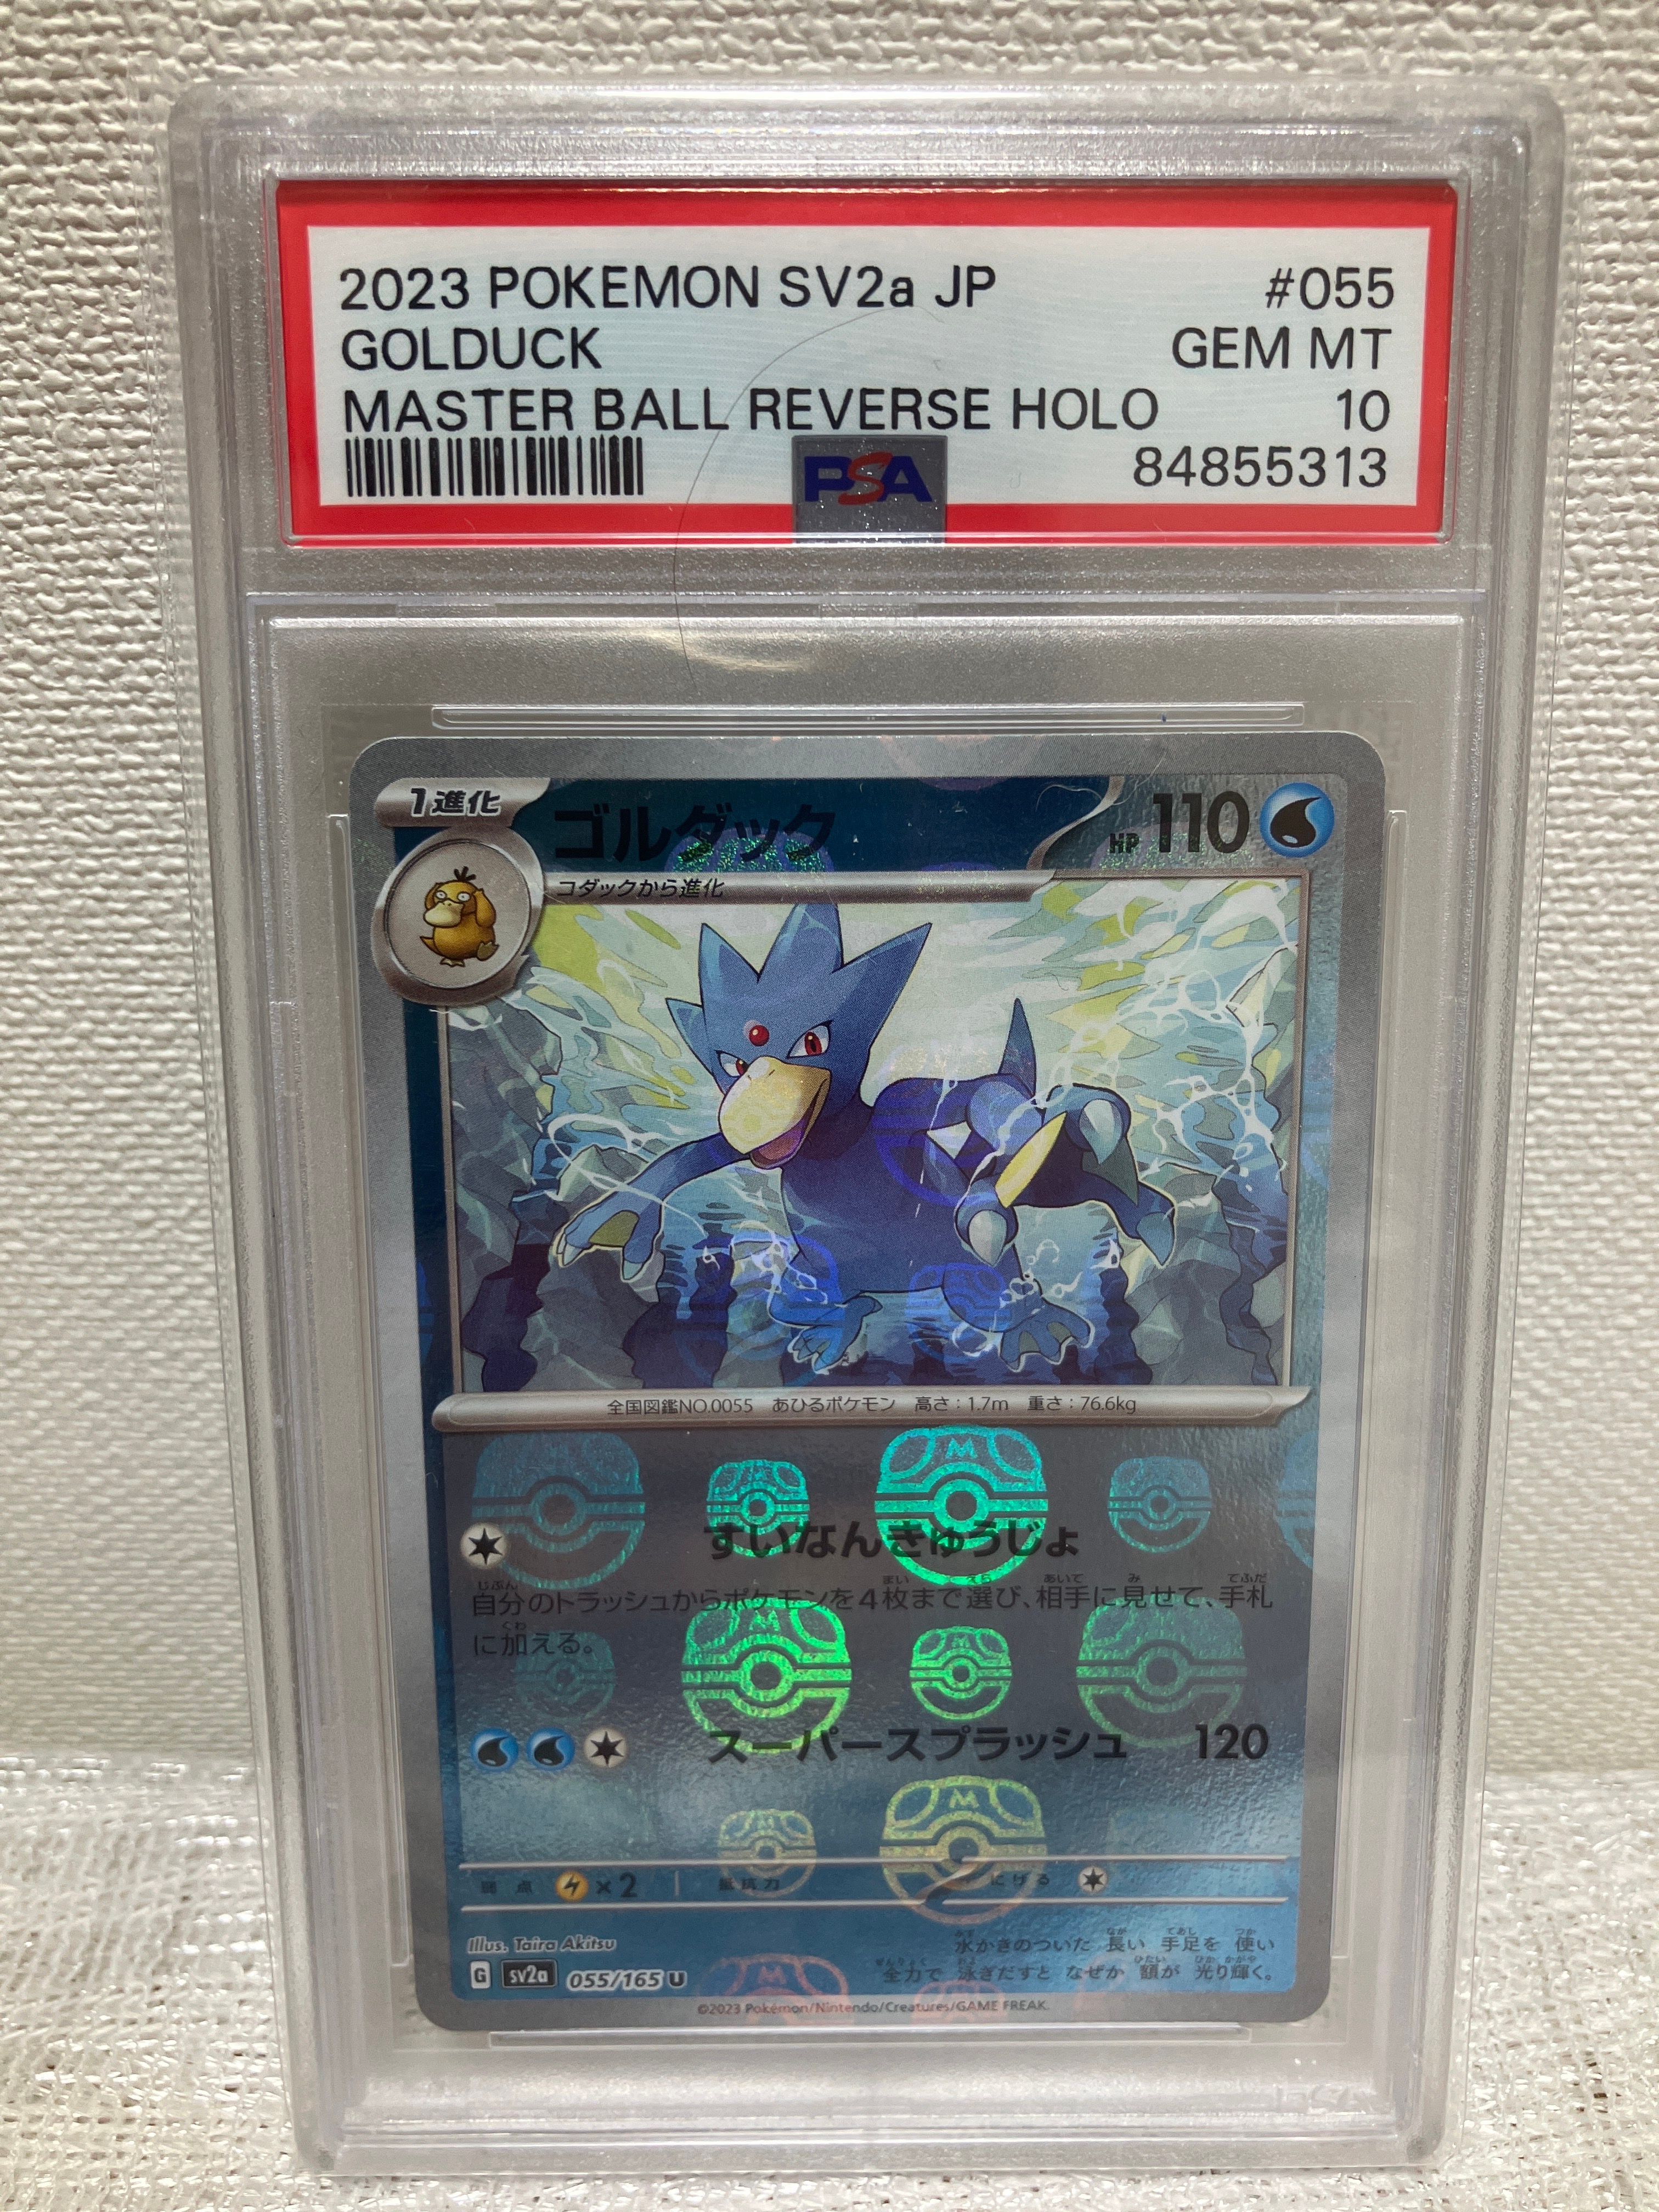 2023 POKEMON SV2a JP #055
GOLDUCK GEM MT
MASTER BALL REVERSE HOLO 10
PSA 84855313
1進化 ゴルダック HP 110
コダックから進化
全国図鑑NO.0055 あひるポケモン 高さ:1.7m 重さ:76.6kg
すいなんきゅうじょ
自分のトラッシュからポケモンを4枚まで選び、相手に見せて、手札
に加える。
スーパースプラッシュ 120
弱点 ×2 抵抗力 にげる
Illus. Taira Akitsu
水かきのついた 長い 手足を 使い
G sv2a 055/165 U 全力で 泳ぎだすと なぜか 額が 光り輝く。
©2023 Pokémon/Nintendo/Creatures/GAME FREAK.